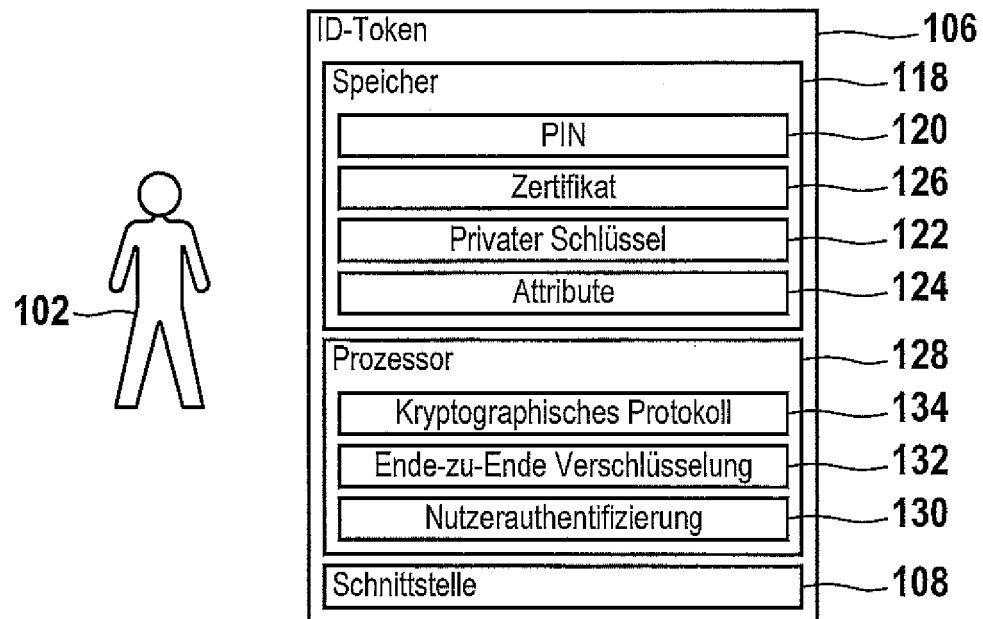 ID-Token 106
Speicher 118
PIN 120
Zertifikat 126
Privater Schlüssel 122
Attribute 124
102
Prozessor 128
Kryptographisches Protokoll 134
Ende-zu-Ende Verschlüsselung 132
Nutzerauthentifizierung 130
Schnittstelle 108